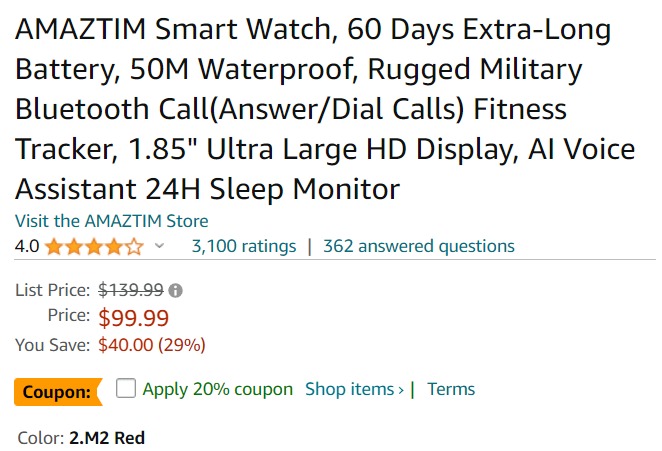 AMAZTIM Smart Watch, 60 Days Extra-Long
Battery, 50M Waterproof, Rugged Military
Bluetooth Call(Answer/Dial Calls) Fitness
Tracker, 1.85" Ultra Large HD Display, AI Voice
Assistant 24H Sleep Monitor
Visit the AMAZTIM Store
4.0 3,100 ratings | 362 answered questions
List Price: $139.99
Price: $99.99
You Save: $40.00 (29%)
Coupon: Apply 20% coupon Shop items › | Terms
Color: 2.M2 Red